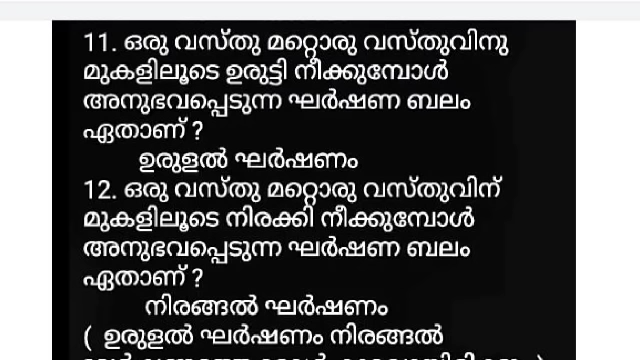 11. ഒരു വസ്തു മറ്റൊരു വസ്തുവിനു
മുകളിലൂടെ ഉരുട്ടി നീക്കുമ്പോൾ
അനുഭവപ്പെടുന്ന ഘർഷണ ബലം
ഏതാണ് ?
ഉരുളൽ ഘർഷണം
12. ഒരു വസ്തു മറ്റൊരു വസ്തുവിന്
മുകളിലൂടെ നിരക്കി നീക്കുമ്പോൾ
അനുഭവപ്പെടുന്ന ഘർഷണ ബലം
ഏതാണ് ?
നിരങ്ങൽ ഘർഷണം
( ഉരുളൽ ഘർഷണം നിരങ്ങൽ